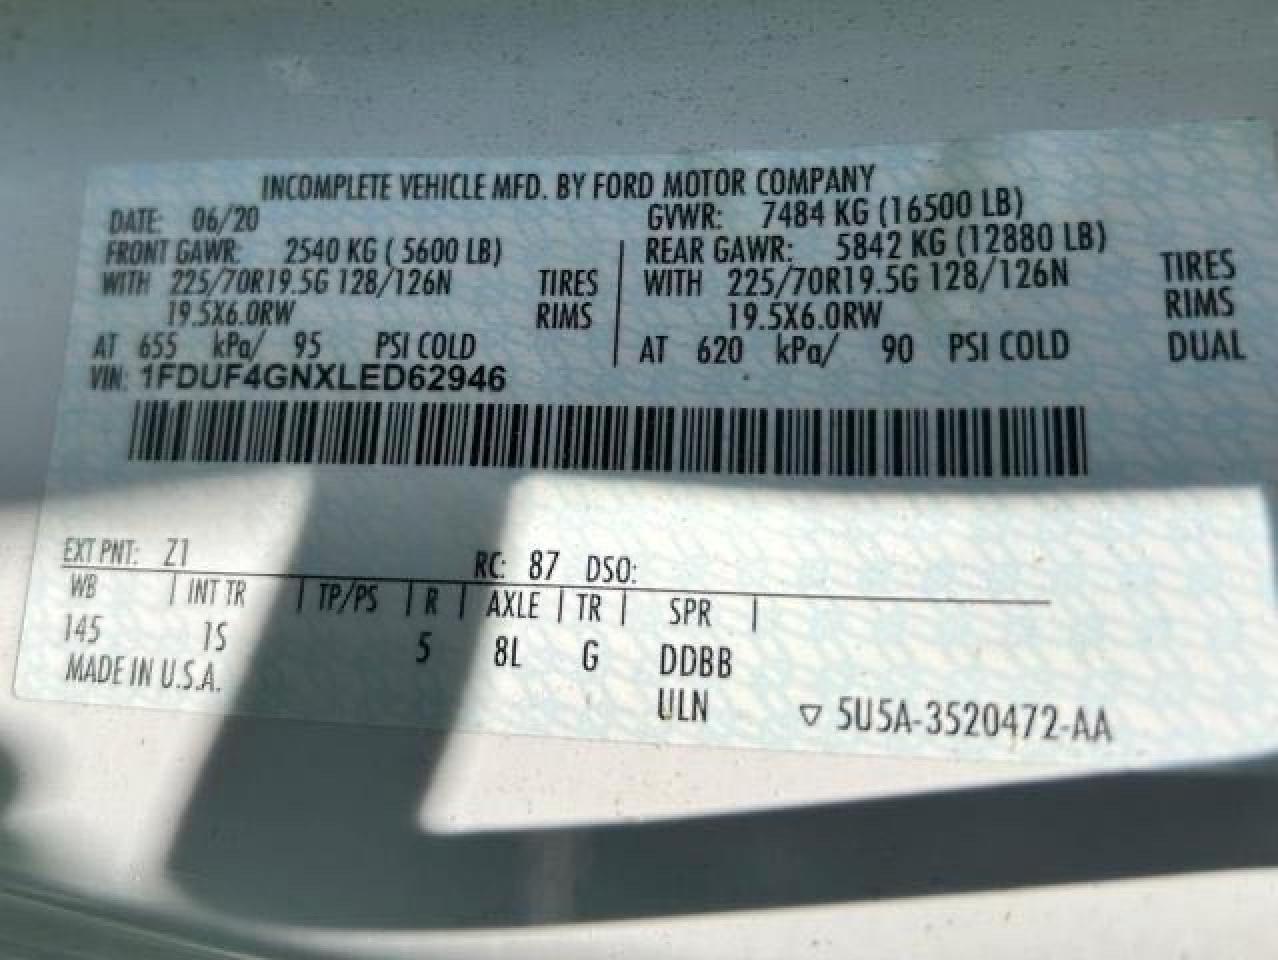 INCOMPLETE VEHICLE MFD. BY FORD MOTOR COMPANY
DATE: 06/20 GVWR: 7484 KG (16500 LB)
FRONT GAWR: 2540 KG ( 5600 LB) REAR GAWR: 5842 KG (12880 LB)
WITH 225/70R19.5G 128/126N TIRES WITH 225/70R19.5G 128/126N TIRES
19.5X6.0RW RIMS 19.5X6.0RW RIMS
AT 655 kPa/ 95 PSI COLD AT 620 kPa/ 90 PSI COLD DUAL
VIN: 1FDUF4GNXLED62946
EXT PNT: Z1 RC: 87 DSO:
WB | INT TR | TP/PS | R | AXLE | TR | SPR |
145 1S 5 8L G DDBB
MADE IN U.S.A. ULN ▽ 5U5A-3520472-AA